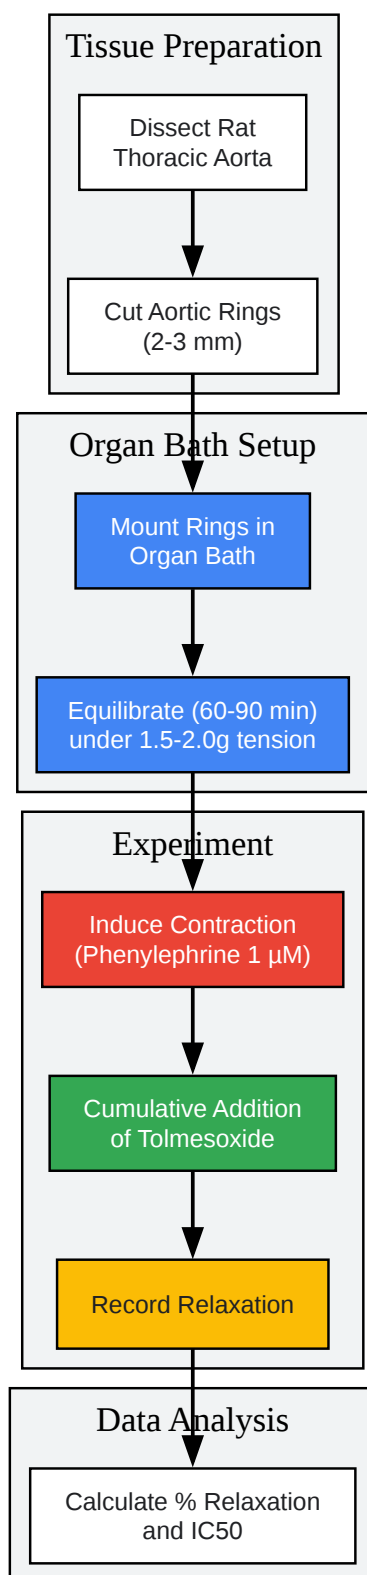 Tissue Preparation
Dissect Rat
Thoracic Aorta
Cut Aortic Rings
(2-3 mm)
Organ Bath Setup
Mount Rings in
Organ Bath
Equilibrate (60-90 min)
under 1.5-2.0g tension
Experiment
Induce Contraction
(Phenylephrine 1 µM)
Cumulative Addition
of Tolmesoxide
Record Relaxation
Data Analysis
Calculate % Relaxation
and IC50